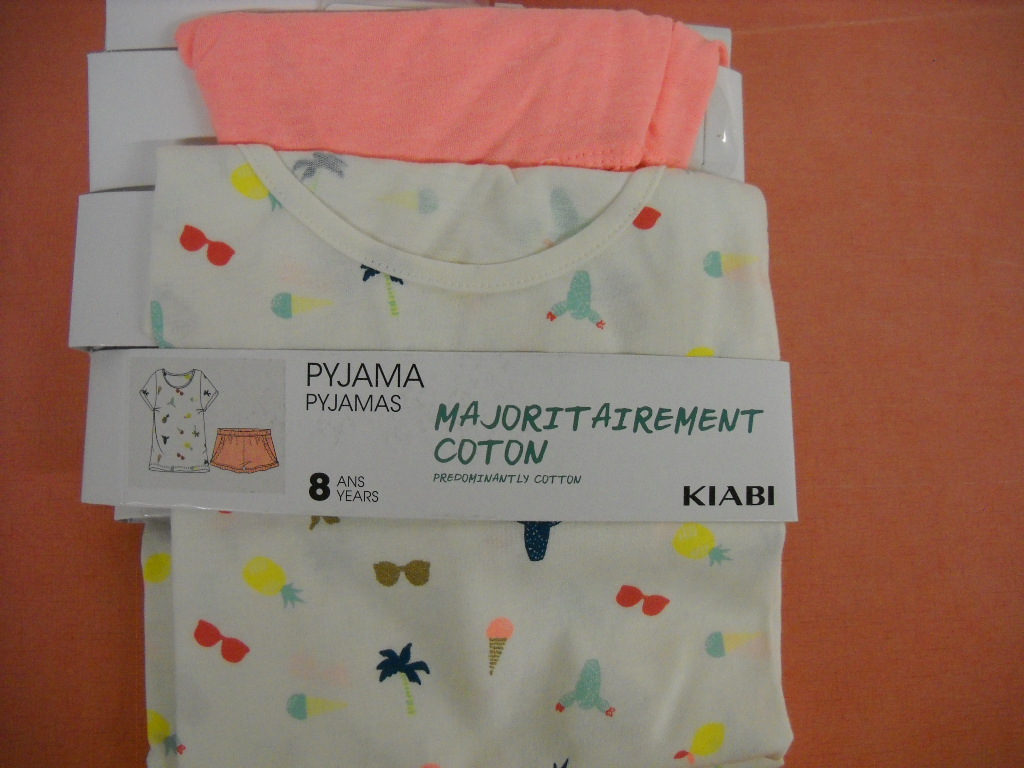 PYJAMA
PYJAMAS
8 ANS
YEARS
MAJORITAIREMENT
COTON
PREDOMINANTLY COTTON
KIABI